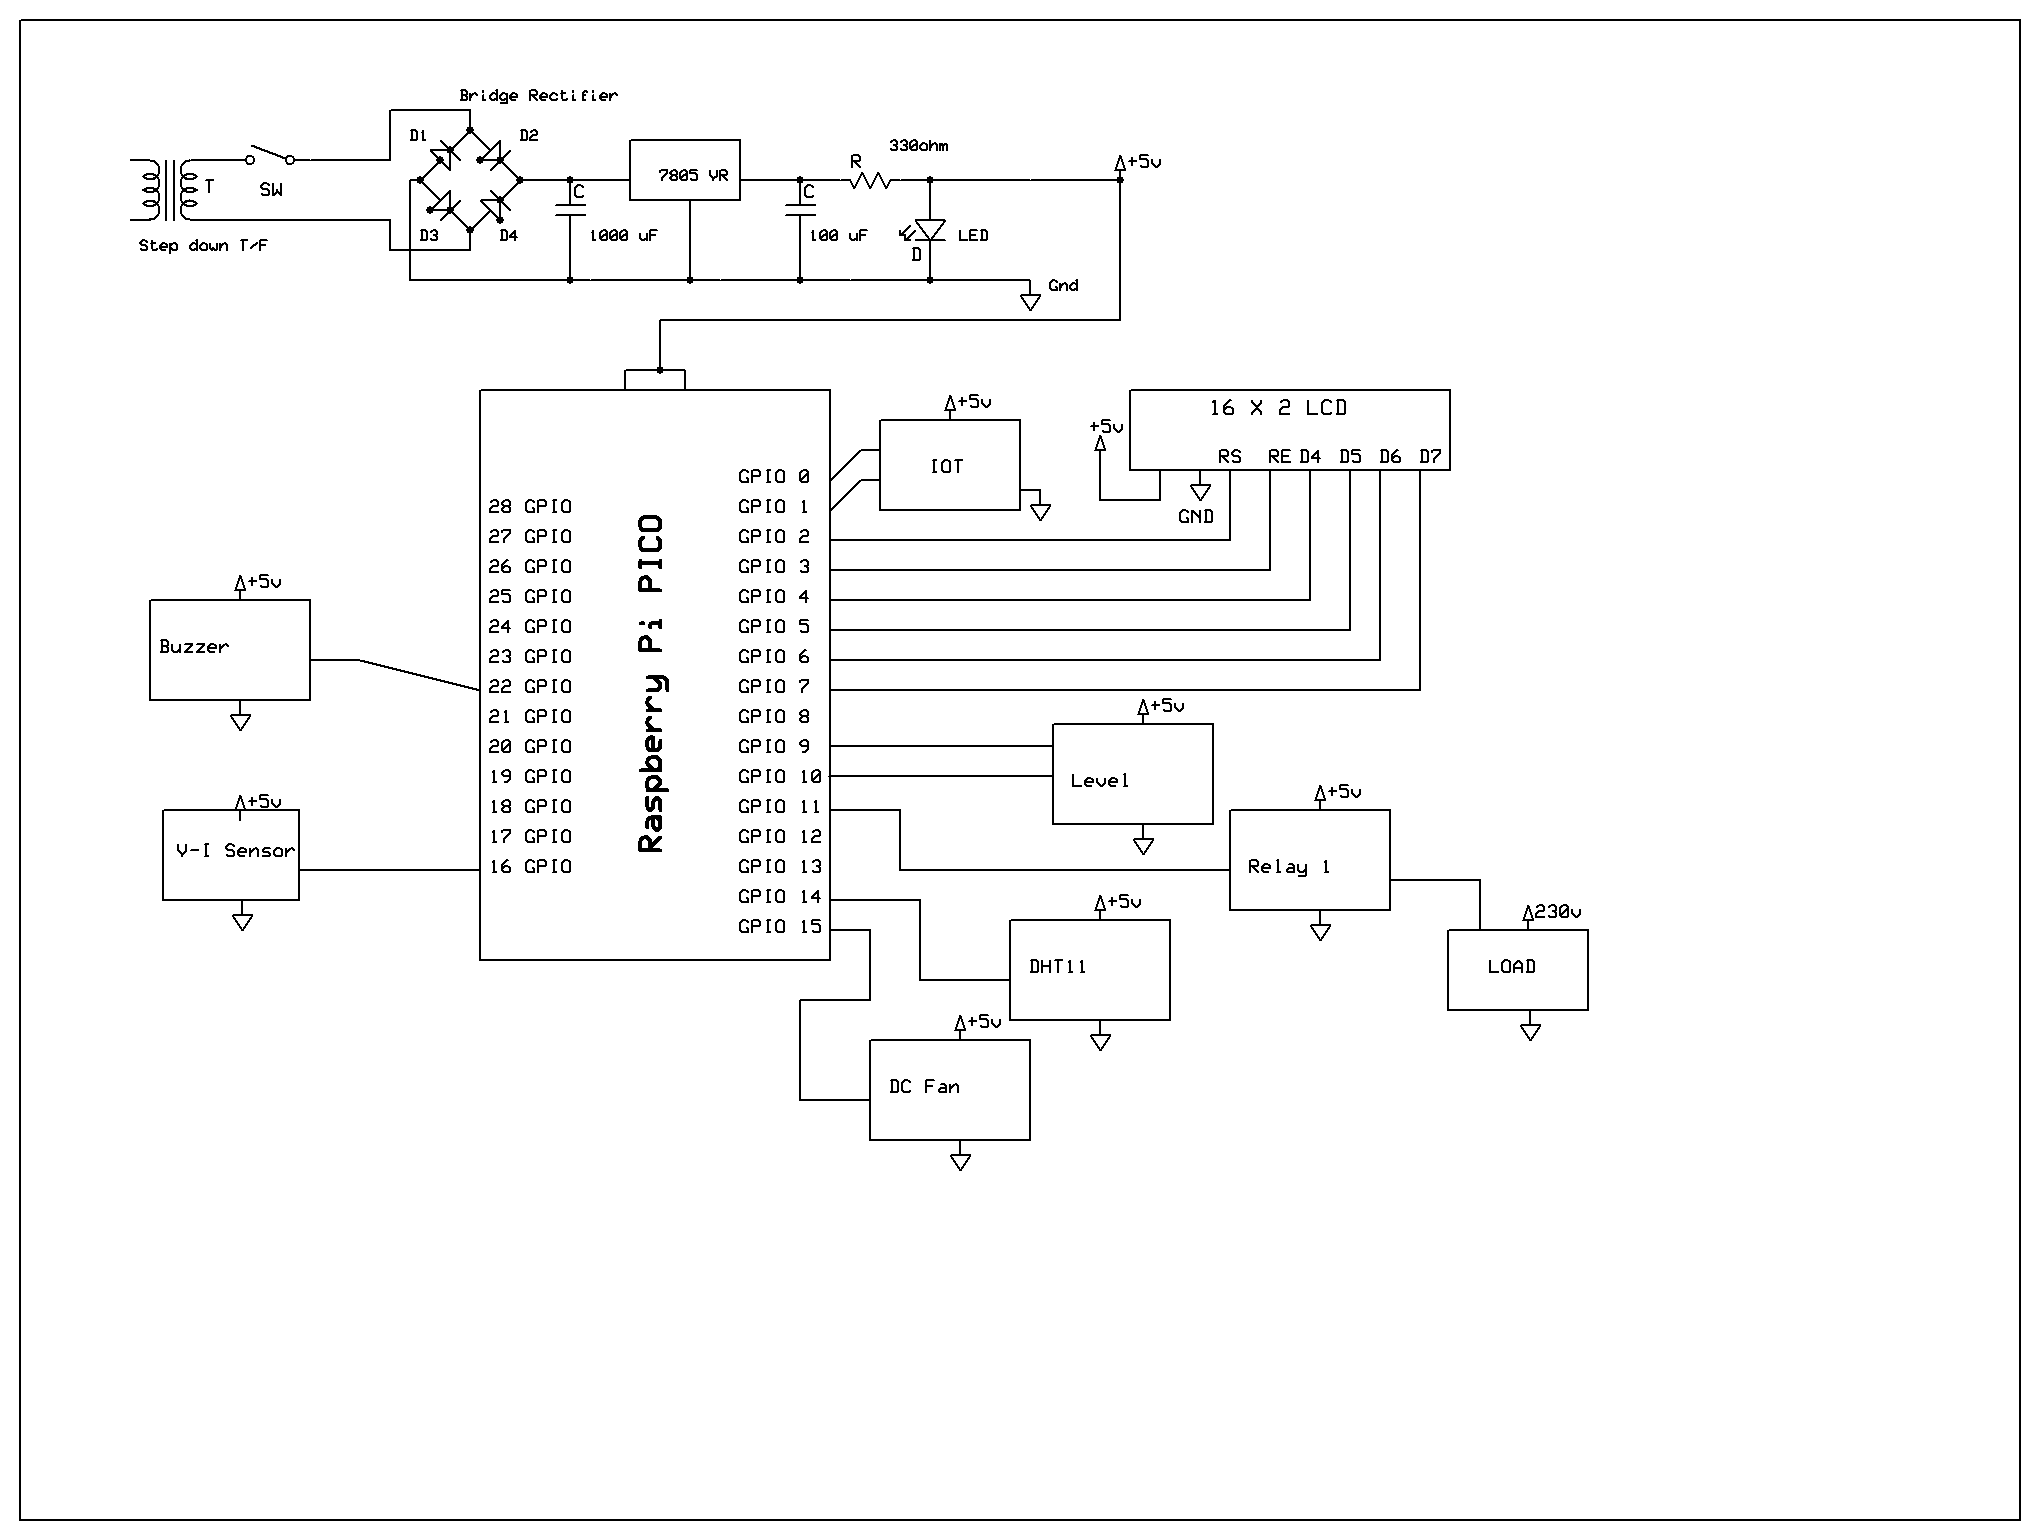 Bridge Rectifier
D1
D2
330ohm
R
+5v
7805 VR
T
SW
C
C
D3
D4
1000 uF
100 uF
LED
D
Step down T/F
Gnd
+5v
IOT
16 X 2 LCD
+5v
RS RE D4 D5 D6 D7
GND
Raspberry Pi PICO
GPIO 0
GPIO 1
GPIO 2
GPIO 3
GPIO 4
GPIO 5
GPIO 6
GPIO 7
GPIO 8
GPIO 9
GPIO 10
GPIO 11
GPIO 12
GPIO 13
GPIO 14
GPIO 15
28 GPIO
27 GPIO
26 GPIO
25 GPIO
24 GPIO
23 GPIO
22 GPIO
21 GPIO
20 GPIO
19 GPIO
18 GPIO
17 GPIO
16 GPIO
+5v
Buzzer
+5v
V-I Sensor
+5v
Level
+5v
Relay 1
230v
LOAD
+5v
DHT11
+5v
DC Fan